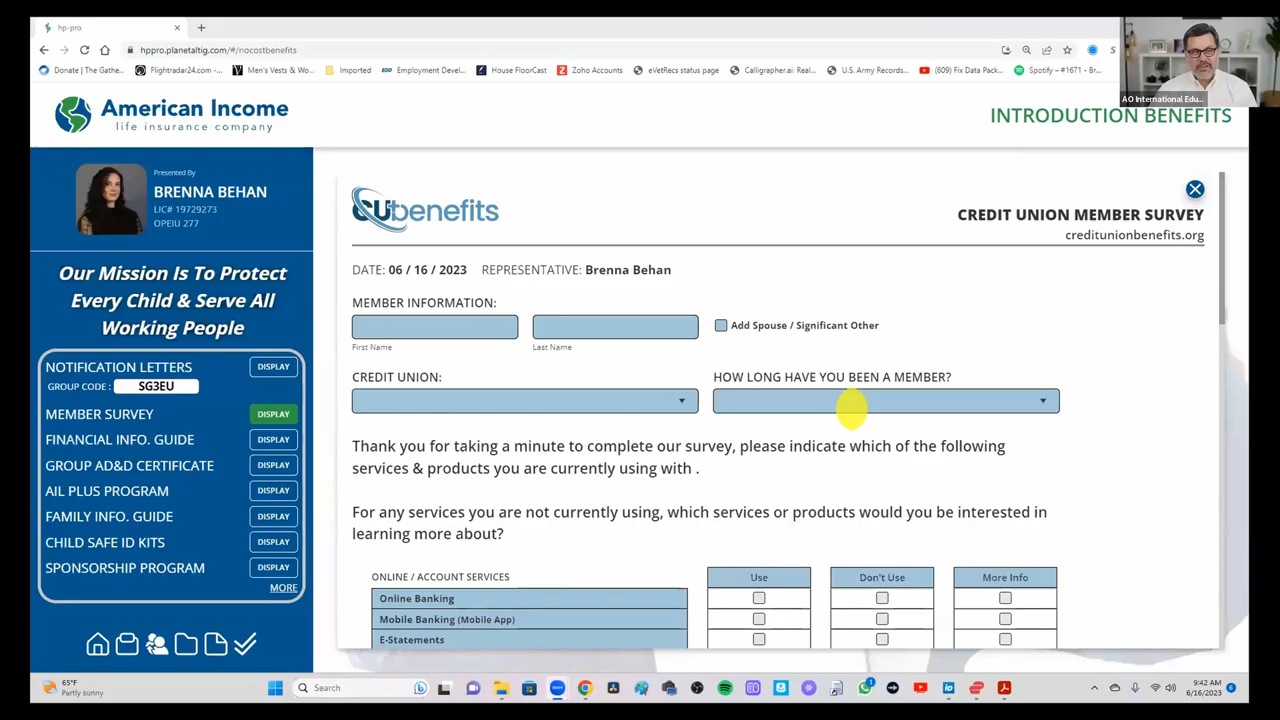 hp-pro
hppro.planetaltig.com/#/nocostbenefits
Donate | The Gathe... Flightradar24.com -... Men's Vests & Wo... Imported Employment Devel... House FloorCast Zoho Accounts eVetRecs status page Calligrapher.ai: Real... U.S. Army Records... (609) Fix Data Pack... Spotify – #1671 - Br...
AO International Edu...
American Income
life insurance company
INTRODUCTION BENEFITS
Presented By
BRENNA BEHAN
LIC# 19729273
OPEIU 277
Our Mission Is To Protect
Every Child & Serve All
Working People
NOTIFICATION LETTERS DISPLAY
GROUP CODE : SG3EU
MEMBER SURVEY DISPLAY
FINANCIAL INFO. GUIDE DISPLAY
GROUP AD&D CERTIFICATE DISPLAY
AIL PLUS PROGRAM DISPLAY
FAMILY INFO. GUIDE DISPLAY
CHILD SAFE ID KITS DISPLAY
SPONSORSHIP PROGRAM DISPLAY
MORE
CUbenefits
CREDIT UNION MEMBER SURVEY
creditunionbenefits.org
DATE: 06 / 16 / 2023 REPRESENTATIVE: Brenna Behan
MEMBER INFORMATION:
Add Spouse / Significant Other
First Name Last Name
CREDIT UNION: HOW LONG HAVE YOU BEEN A MEMBER?
Thank you for taking a minute to complete our survey, please indicate which of the following
services & products you are currently using with .
For any services you are not currently using, which services or products would you be interested in
learning more about?
ONLINE / ACCOUNT SERVICES Use Don't Use More Info
Online Banking
Mobile Banking (Mobile App)
E-Statements
65°F
Partly sunny
Search
9:42 AM
6/16/2023